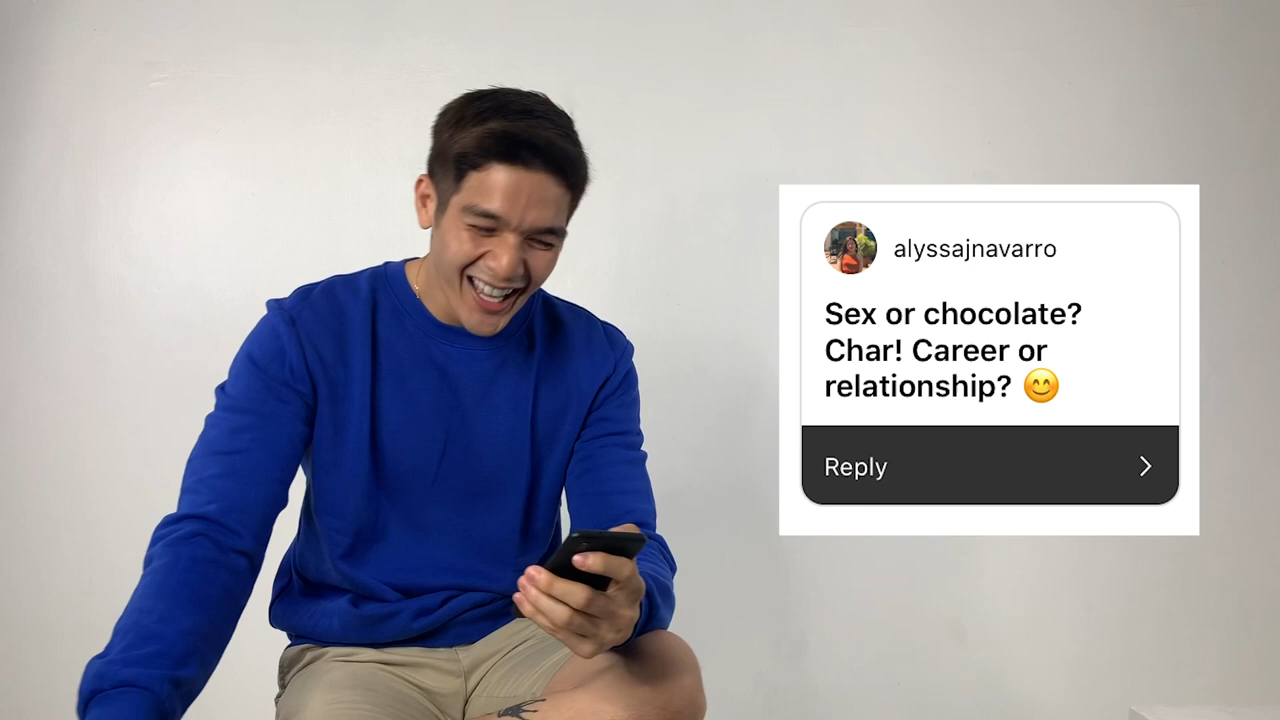 alyssajnavarro
Sex or chocolate?
Char! Career or
relationship? 😊
Reply